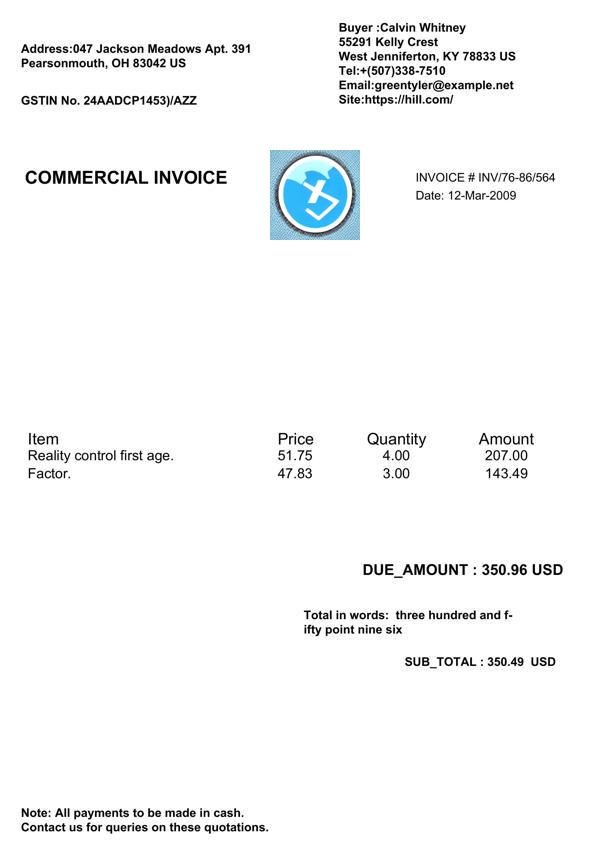 Address:047 Jackson Meadows Apt. 391
Pearsonmouth, OH 83042 US
GSTIN No. 24AADCP1453)/AZZ
Buyer :Calvin Whitney
55291 Kelly Crest
West Jenniferton, KY 78833 US
Tel:+(507)338-7510
Email:greentyler@example.net
Site:https://hill.com/
COMMERCIAL INVOICE
INVOICE # INV/76-86/564
Date: 12-Mar-2009
Item Price Quantity Amount
Reality control first age. 51.75 4.00 207.00
Factor. 47.83 3.00 143.49
DUE_AMOUNT : 350.96 USD
Total in words:  three hundred and f-
ifty point nine six
SUB_TOTAL : 350.49  USD
Note: All payments to be made in cash.
Contact us for queries on these quotations.